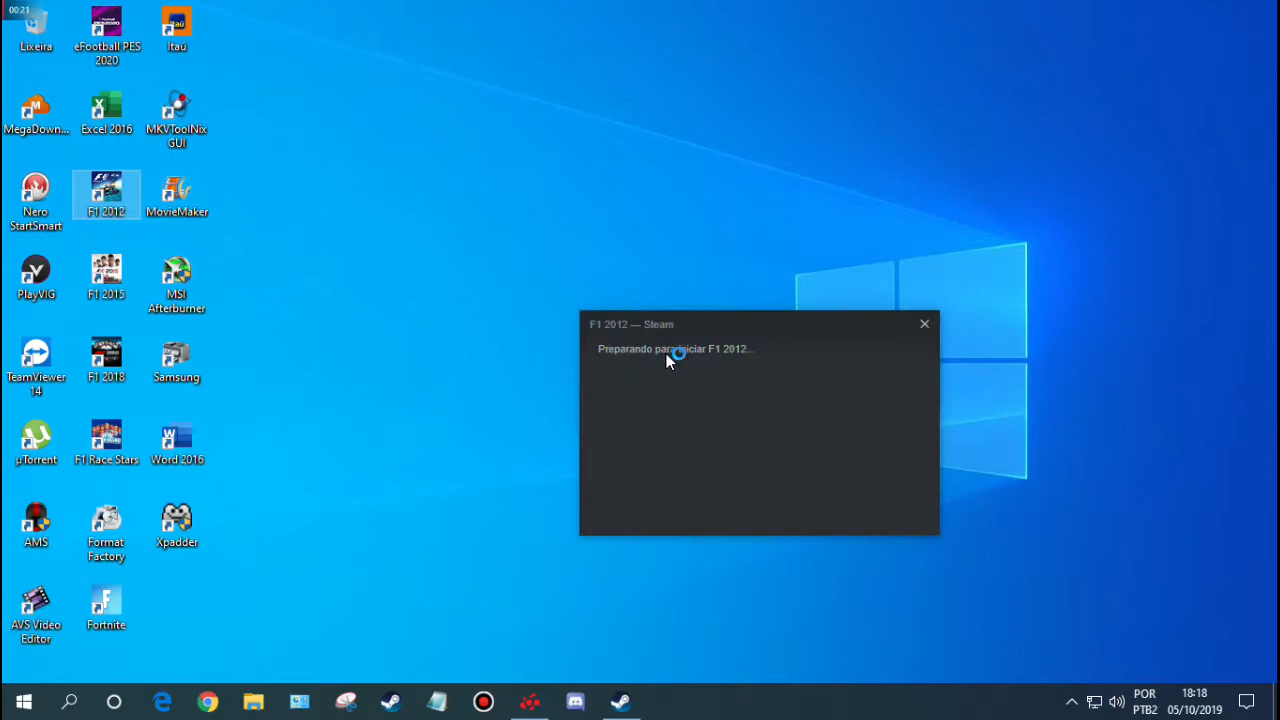 00:21
Lixeira
eFootball PES
2020
Itaú
MegaDown...
Excel 2016
MKVToolNix
GUI
Nero
StartSmart
F1 2012
MovieMaker
PlayVIG
F1 2015
MSI
Afterburner
TeamViewer
14
F1 2018
Samsung
µTorrent
F1 Race Stars
Word 2016
AMS
Format
Factory
Xpadder
AVS Video
Editor
Fortnite
F1 2012 — Steam
Preparando para iniciar F1 2012...
POR
PTB2
18:18
05/10/2019